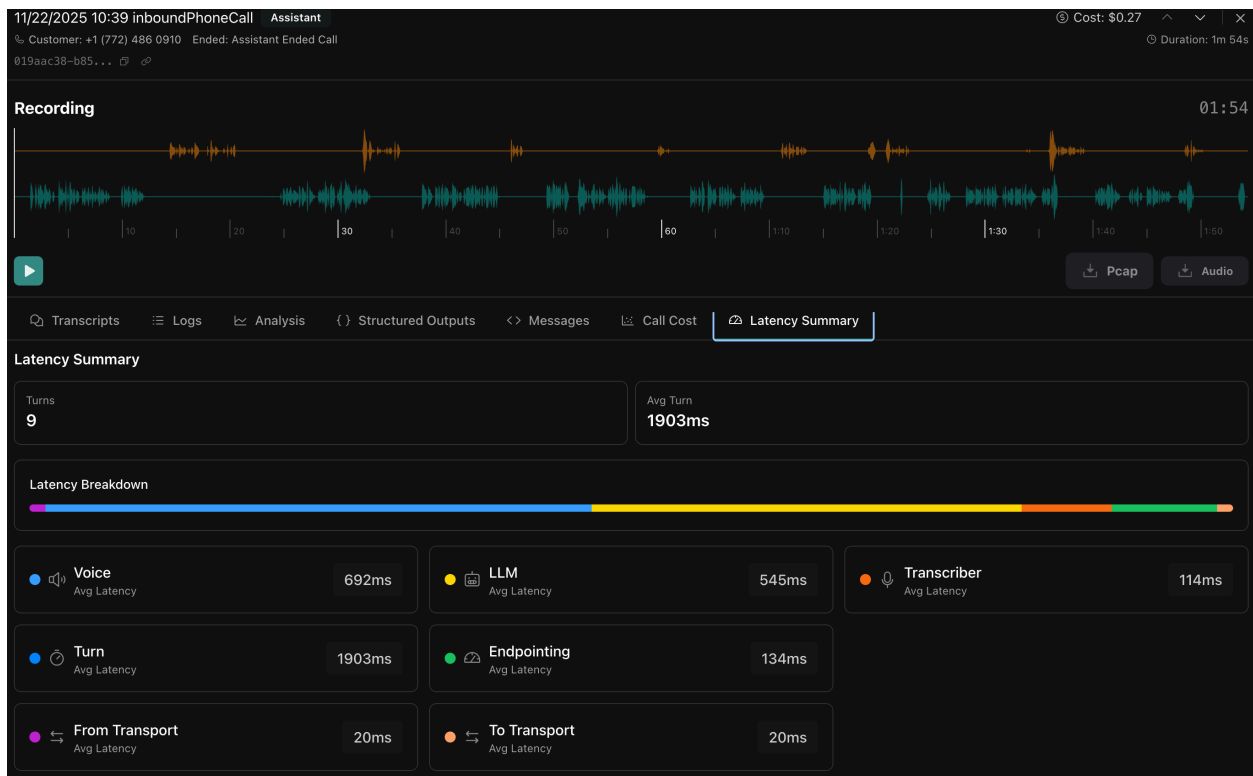 11/22/2025 10:39 inboundPhoneCall Assistant Cost: $0.27
Customer: +1 (772) 486 0910 Ended: Assistant Ended Call Duration: 1m 54s
019aac38-b85...
Recording 01:54
10 20 30 40 50 60 1:10 1:20 1:30 1:40 1:50
Pcap Audio
Transcripts Logs Analysis Structured Outputs Messages Call Cost Latency Summary
Latency Summary
Turns
9
Avg Turn
1903ms
Latency Breakdown
Voice
Avg Latency
692ms
LLM
Avg Latency
545ms
Transcriber
Avg Latency
114ms
Turn
Avg Latency
1903ms
Endpointing
Avg Latency
134ms
From Transport
Avg Latency
20ms
To Transport
Avg Latency
20ms